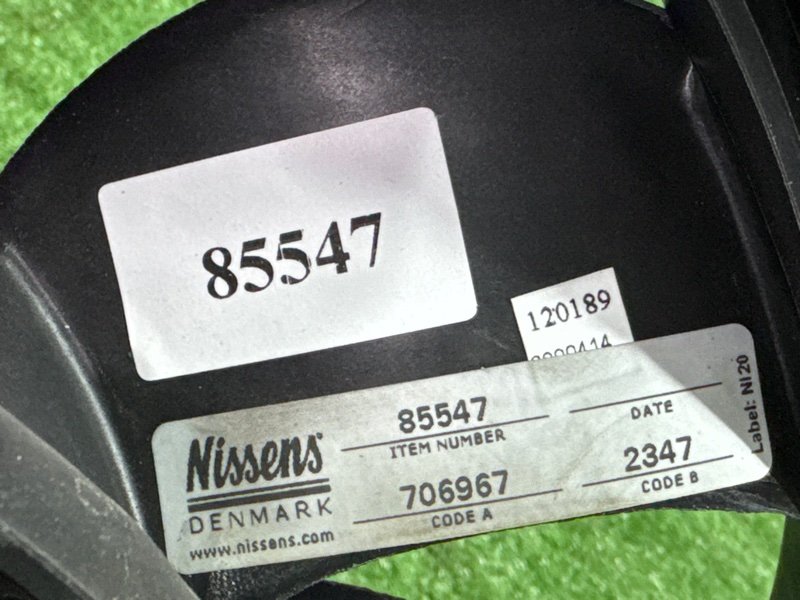 85547
120189
Nissens
DENMARK
www.nissens.com
85547
ITEM NUMBER
706967
CODE A
DATE
2347
CODE B
Label: NI20